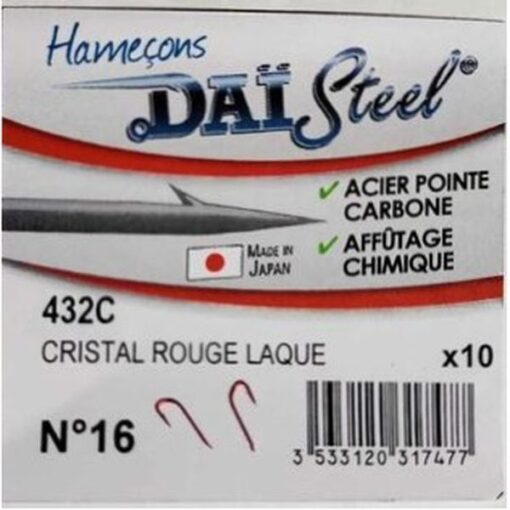 Hameçons
DAÏ Steel®
✓ ACIER POINTE
CARBONE
✓ AFFÛTAGE
CHIMIQUE
MADE IN
JAPAN
432C
CRISTAL ROUGE LAQUE
x10
N°16
3 533120 317477